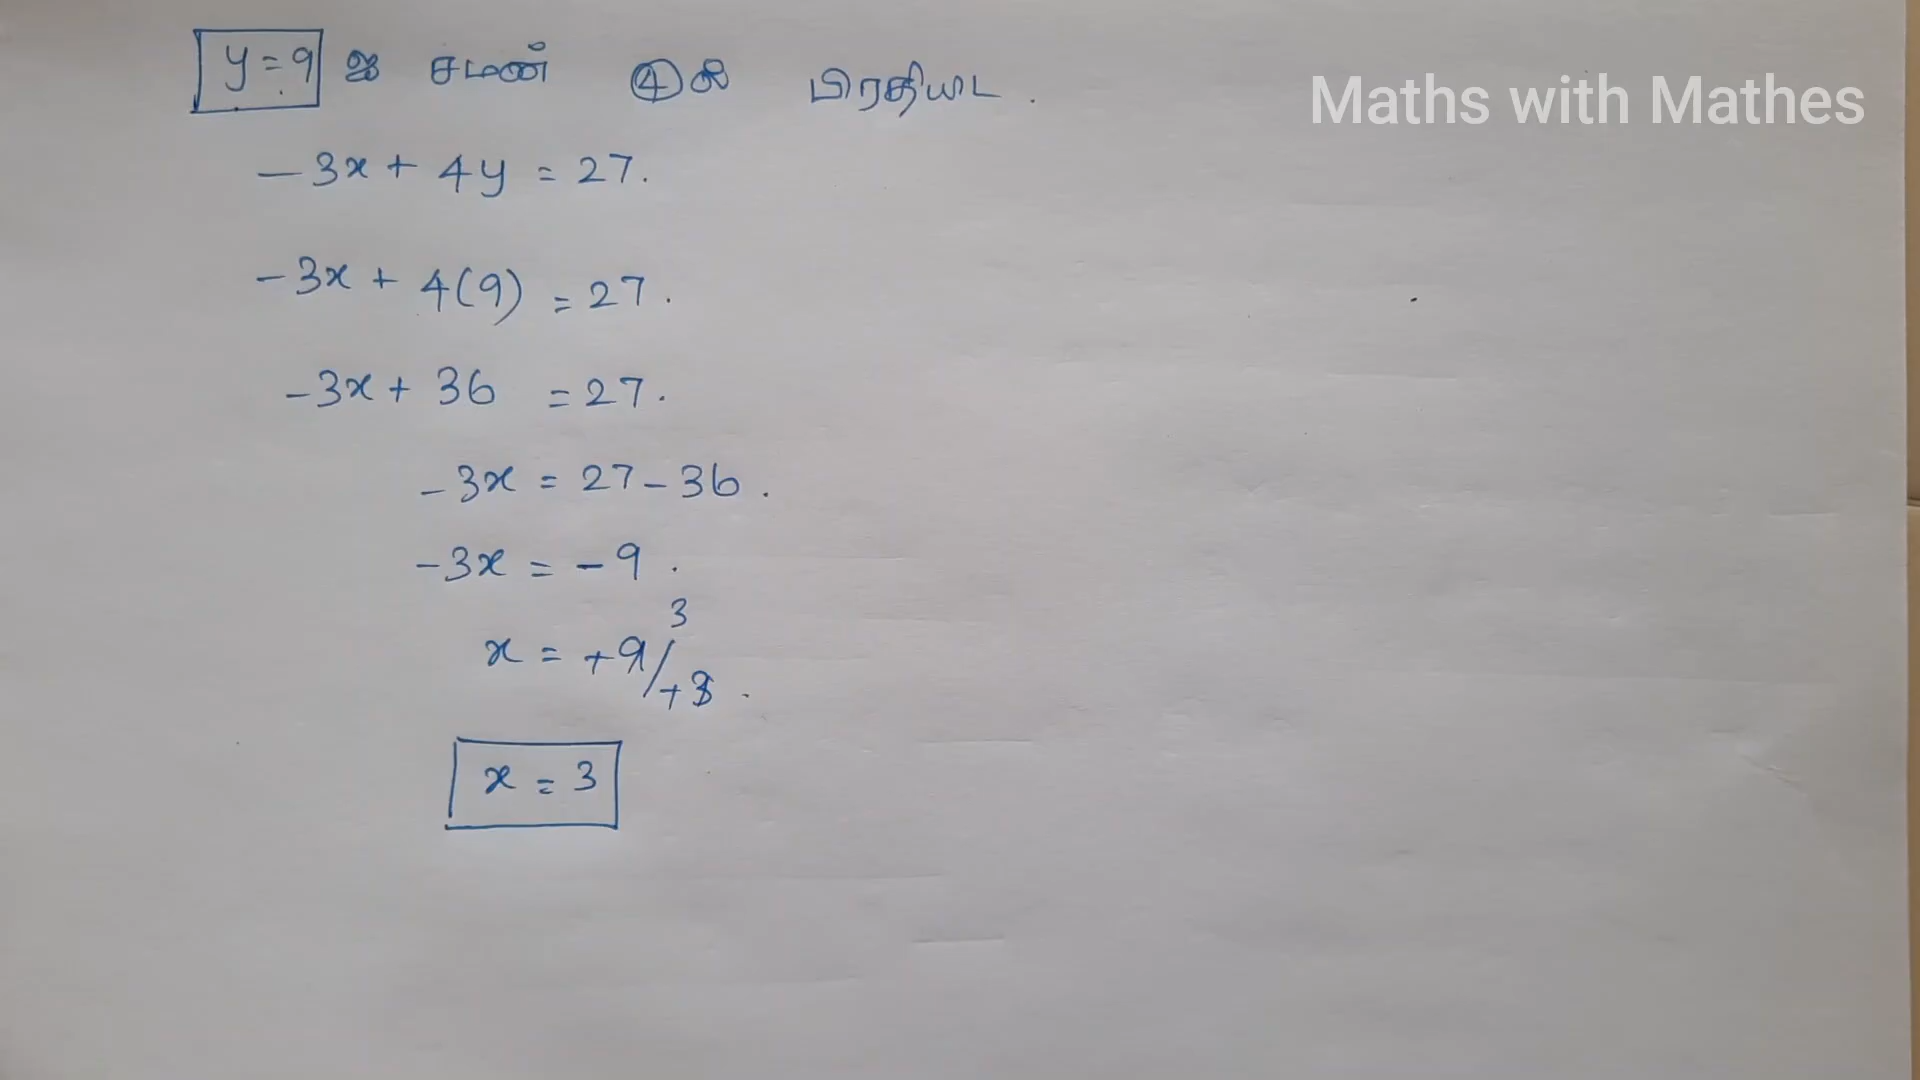 y = 9 ஐ சமன் ④ல் பிரதியிட .
Maths with Mathes
- 3x + 4y = 27.
- 3x + 4(9) = 27.
- 3x + 36 = 27.
- 3x = 27 - 36 .
- 3x = - 9 .
3
x = +9/+3 .
x = 3